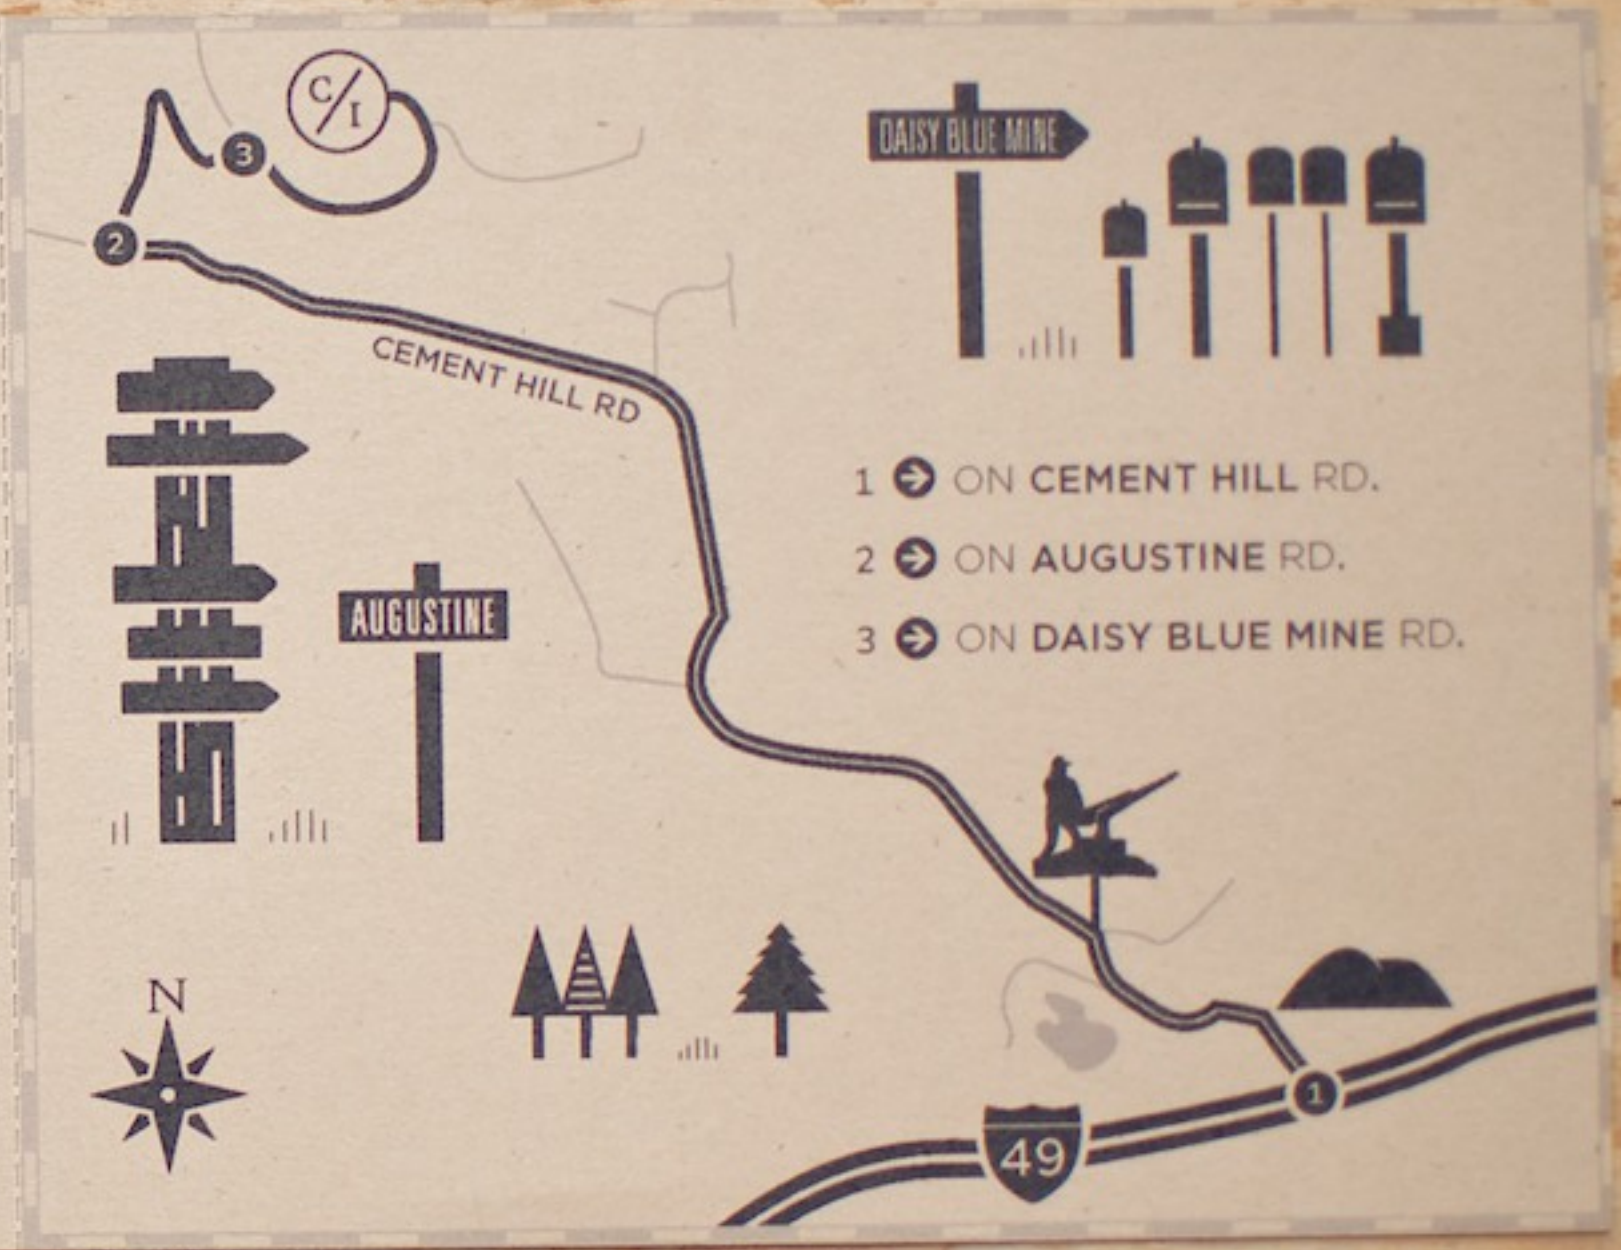 C/I
3
DAISY BLUE MINE
2
CEMENT HILL RD
1 ON CEMENT HILL RD.
2 ON AUGUSTINE RD.
3 ON DAISY BLUE MINE RD.
AUGUSTINE
N
1
49